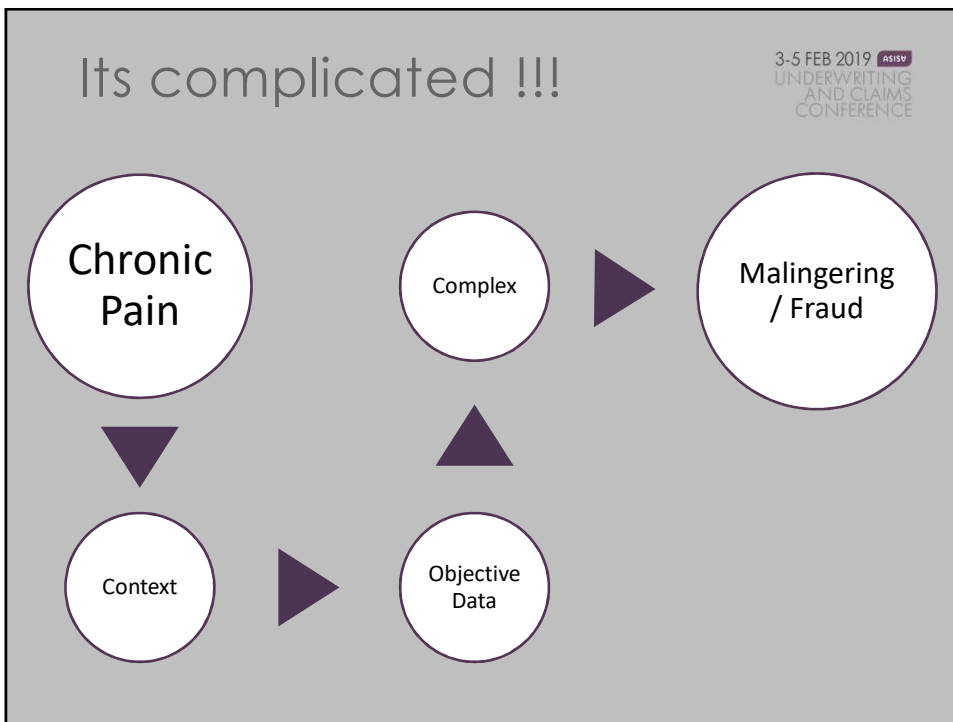 Its complicated !!!
3-5 FEB 2019 ASISA
UNDERWRITING
AND CLAIMS
CONFERENCE
Chronic
Pain
Complex
Malingering
/ Fraud
Context
Objective
Data